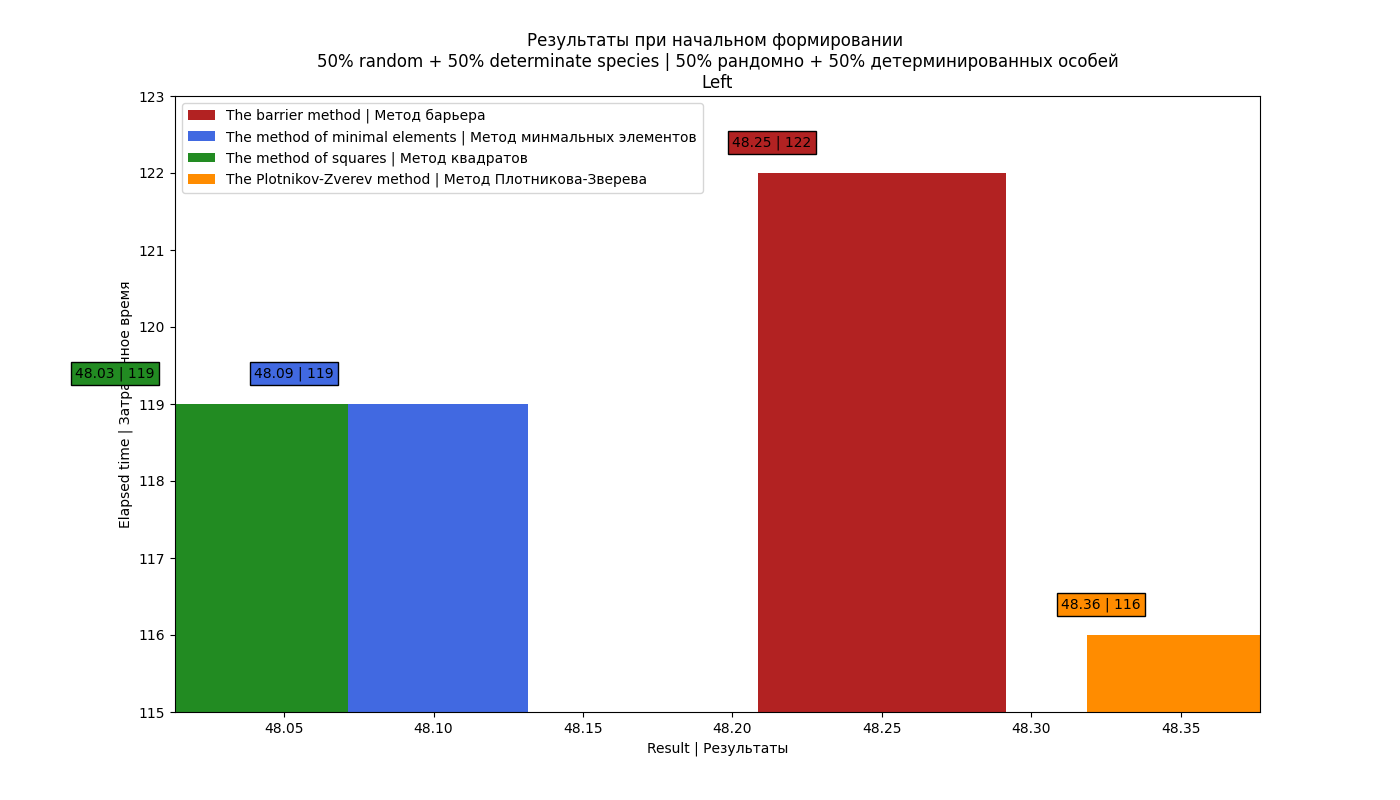 Результаты при начальном формировании
50% random + 50% determinate species | 50% рандомно + 50% детерминированных особей
Left
The barrier method | Метод барьера
The method of minimal elements | Метод минмальных элементов
The method of squares | Метод квадратов
The Plotnikov-Zverev method | Метод Плотникова-Зверева
48.25 | 122
48.03 | 119
48.09 | 119
48.36 | 116
123
122
121
120
119
118
117
116
115
Elapsed time | время
48.05 48.10 48.15 48.20 48.25 48.30 48.35
Result | Результаты